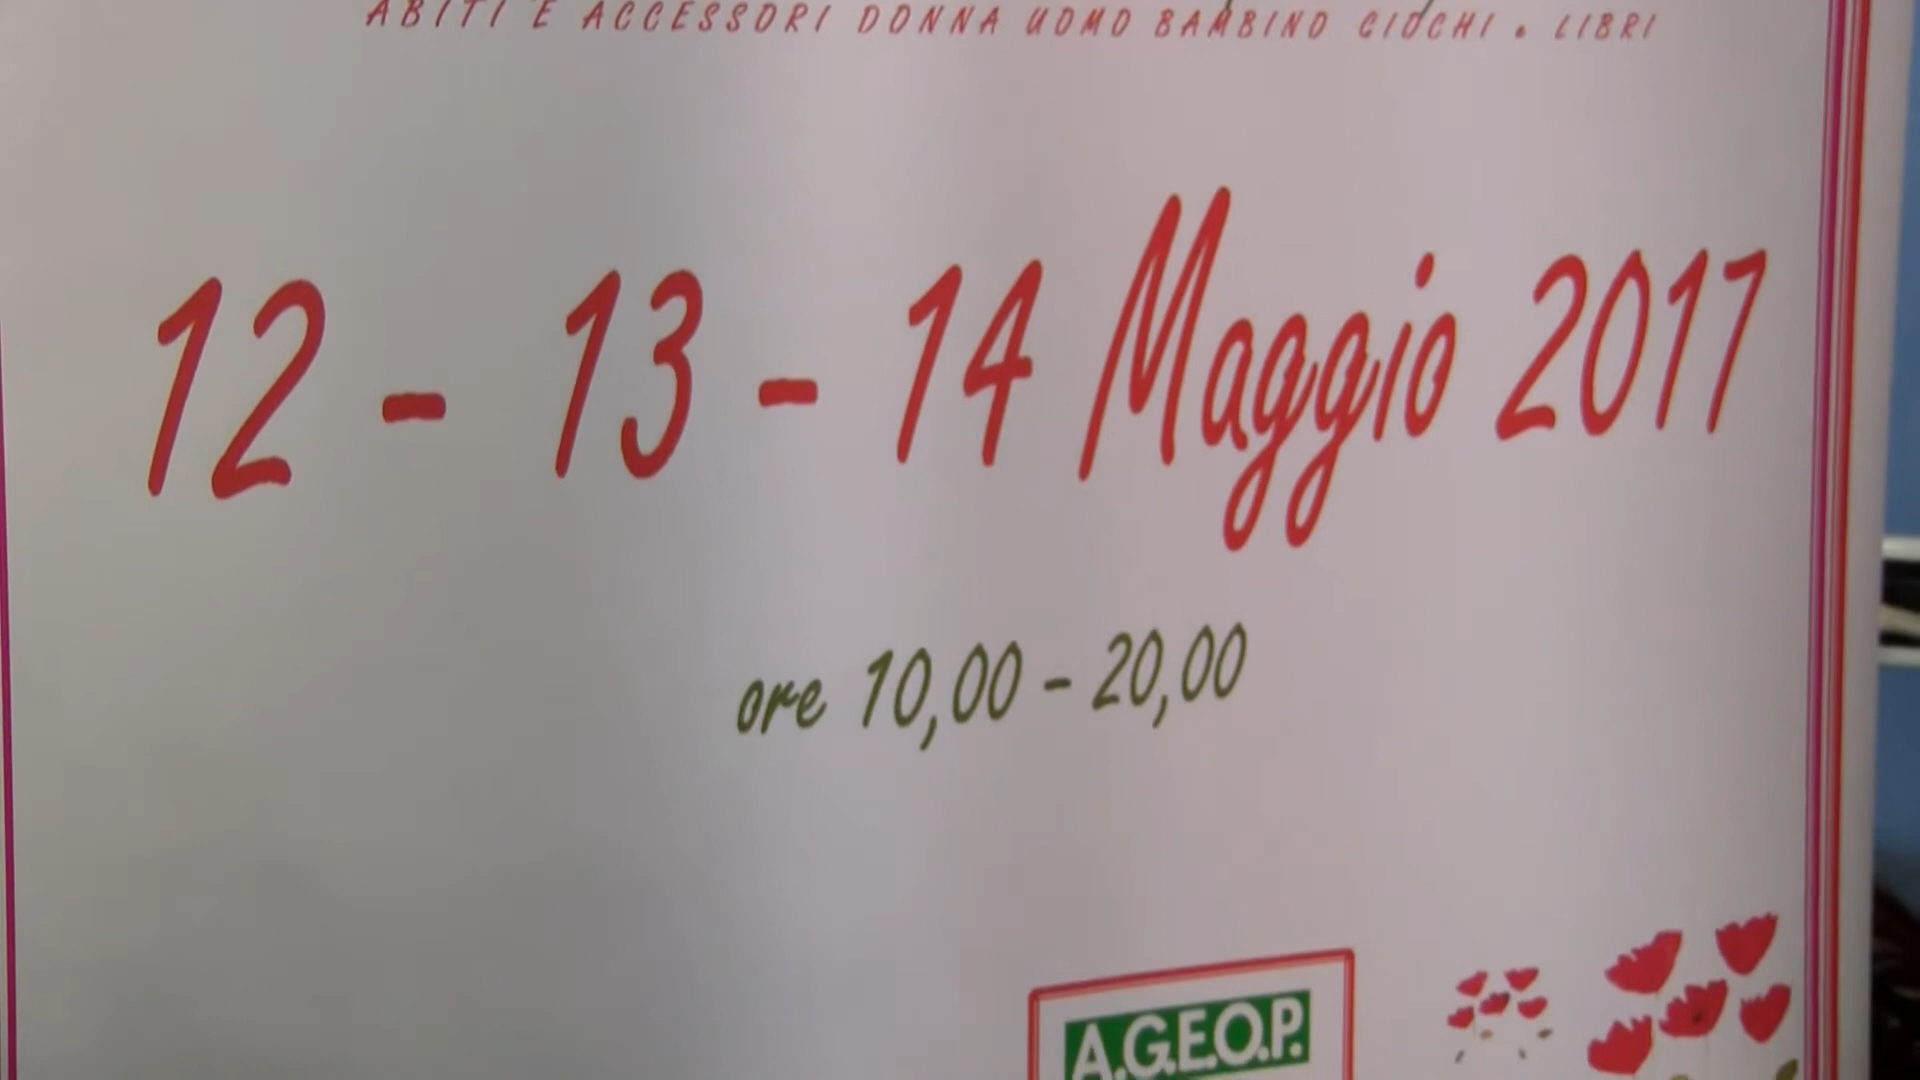 ABITI E ACCESSORI DONNA UOMO BAMBINO GIOCHI • LIBRI
12 - 13 - 14 Maggio 2017
ore 10,00 - 20,00
A.G.E.O.P.